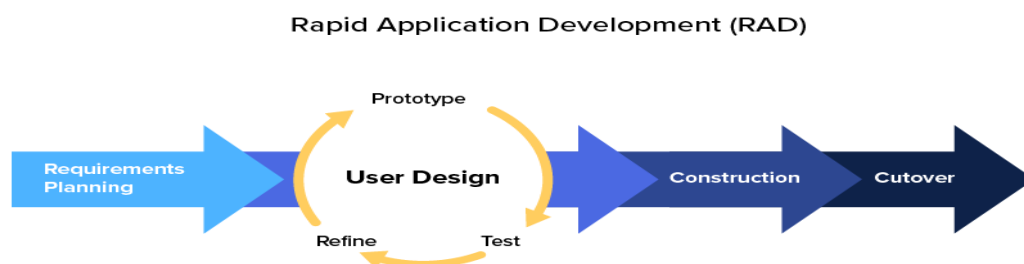 Rapid Application Development (RAD)
Prototype
Requirements
Planning
User Design
Construction
Cutover
Refine
Test